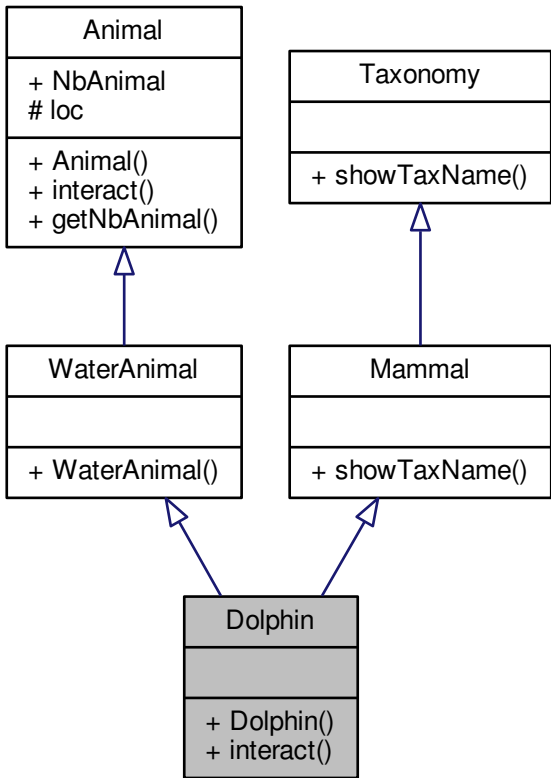 Animal
+ NbAnimal
# loc
+ Animal()
+ interact()
+ getNbAnimal()
Taxonomy
+ showTaxName()
WaterAnimal
+ WaterAnimal()
Mammal
+ showTaxName()
Dolphin
+ Dolphin()
+ interact()